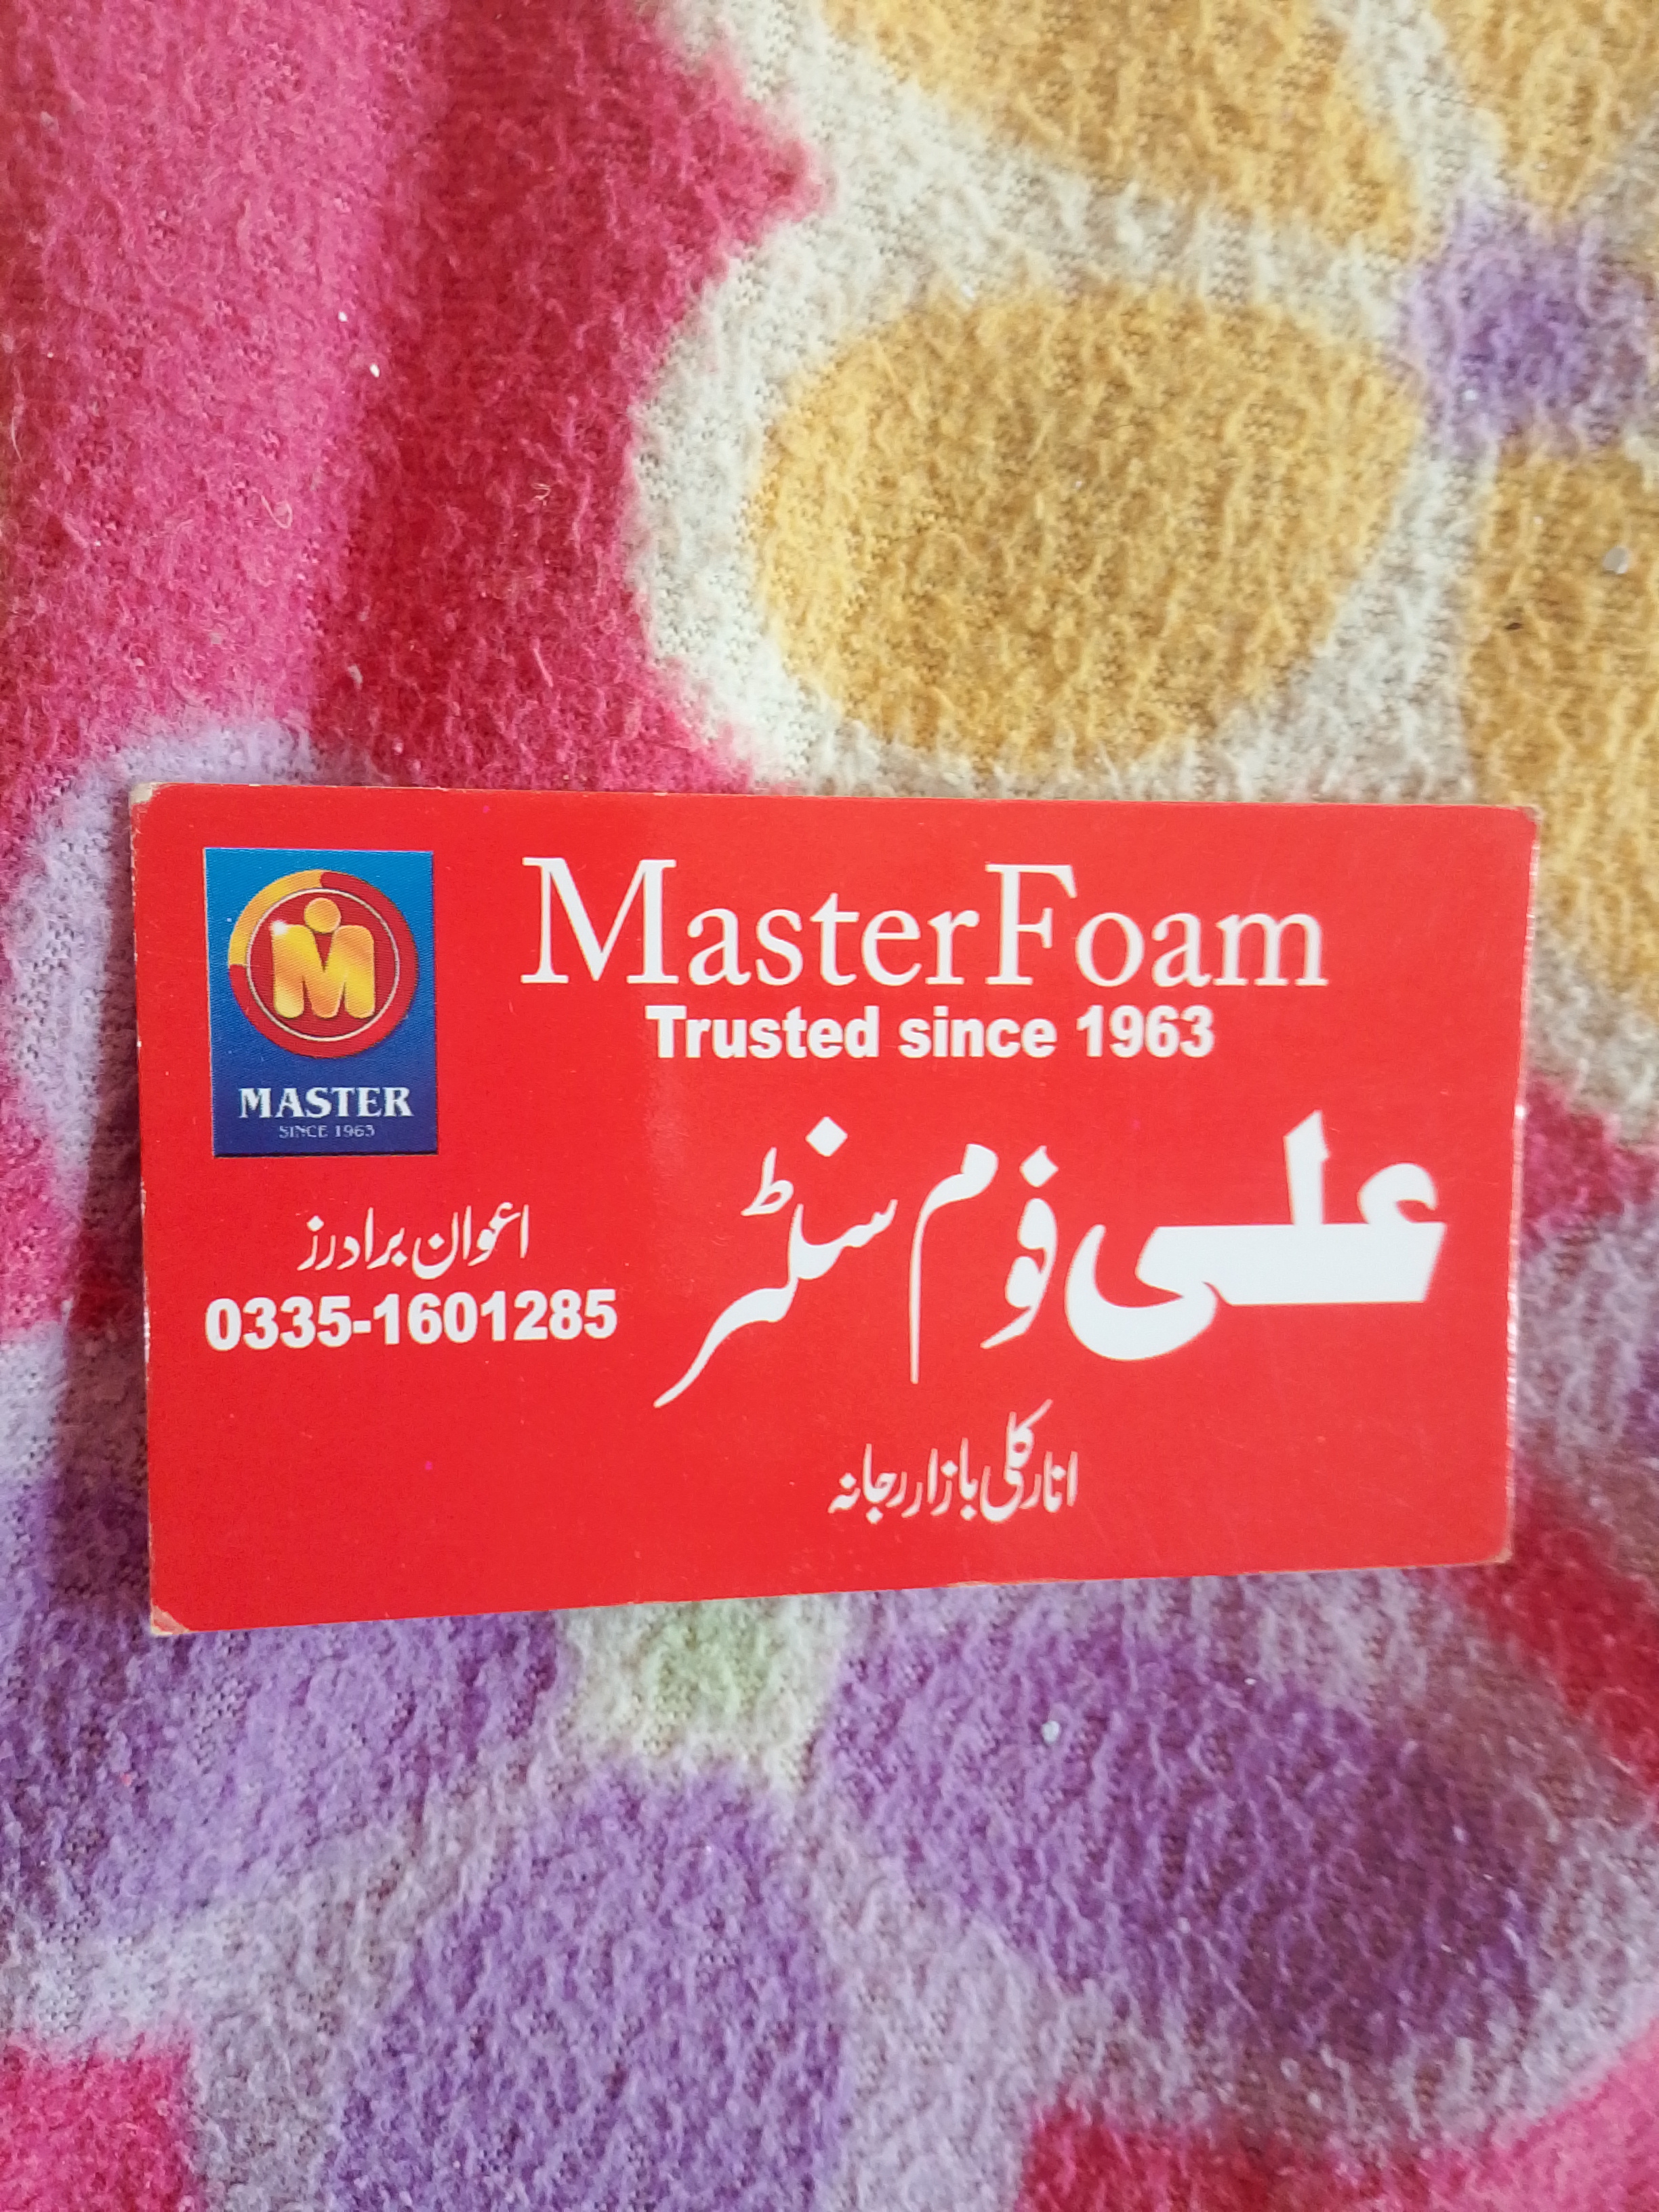 MasterFoam
Trusted since 1963
MASTER
SINCE 1963
علی فوم سنٹر
اعوان برادرز
0335-1601285
انارکلی بازار رجانہ